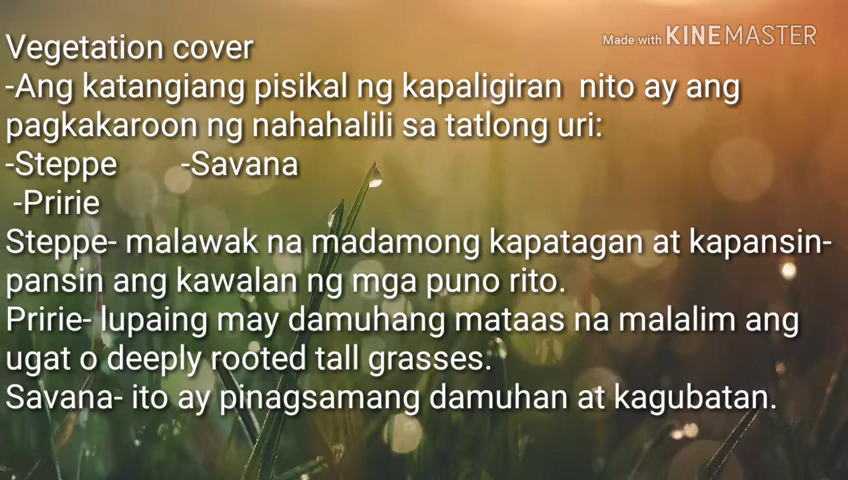 Vegetation cover
Made with KINEMASTER
-Ang katangiang pisikal ng kapaligiran nito ay ang
pagkakaroon ng nahahalili sa tatlong uri:
-Steppe -Savana
-Pririe
Steppe- malawak na madamong kapatagan at kapansin-
pansin ang kawalan ng mga puno rito.
Pririe- lupaing may damuhang mataas na malalim ang
ugat o deeply rooted tall grasses.
Savana- ito ay pinagsamang damuhan at kagubatan.